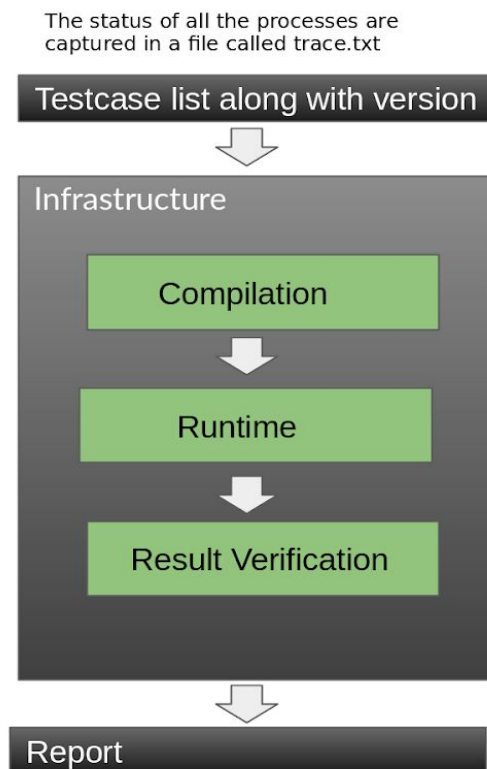 The status of all the processes are
captured in a file called trace.txt
Testcase list along with version
Infrastructure
Compilation
Runtime
Result Verification
Report